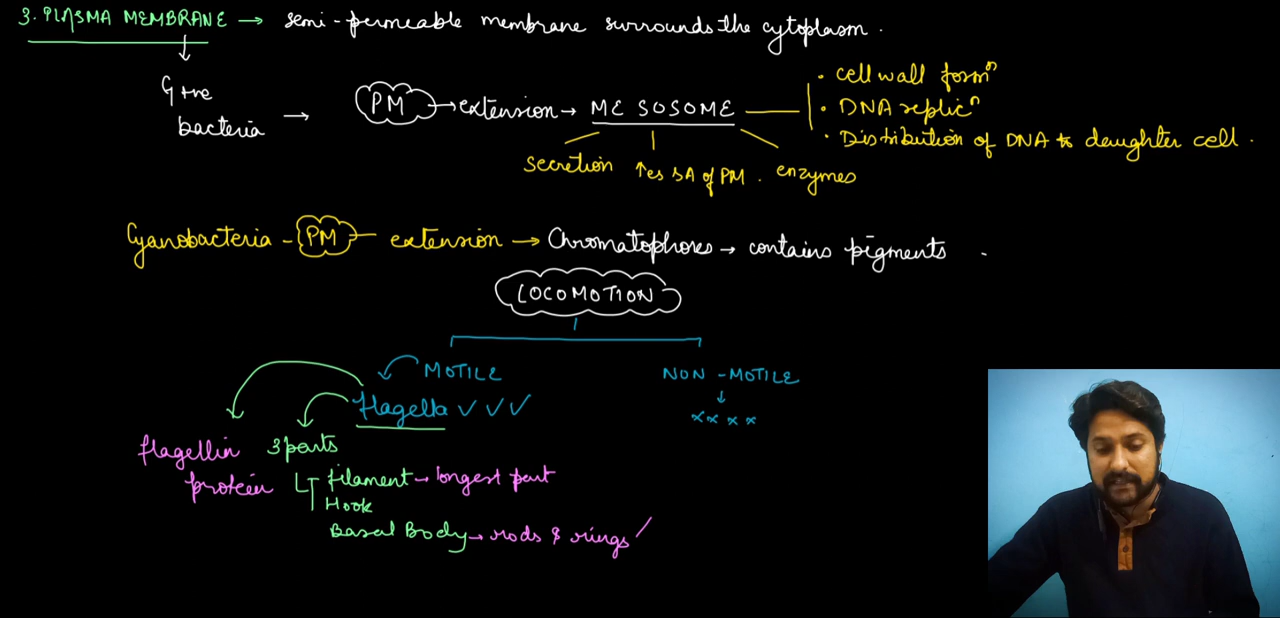 3. PLASMA MEMBRANE → semi-permeable membrane surrounds the cytoplasm.
G +ve bacteria → PM → extension → MESOSOME
• cell wall formⁿ
• DNA replicⁿ
• Distribution of DNA to daughter cell.
secretion ↑es SA of PM. enzymes
Cyanobacteria - PM - extension → Chromatophores → contains pigments.
LOCOMOTION
MOTILE NON-MOTILE
flagella ✓ ✓ ✓ ↓ x x x x
flagellin 3 parts
protein filament → longest part
Hook
Basal Body → rods & rings /